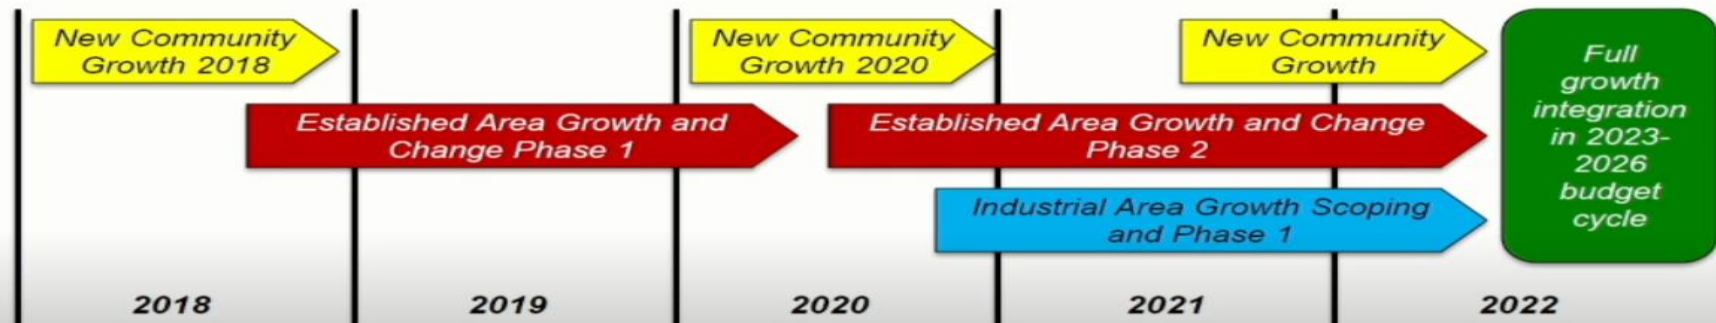 New Community
Growth 2018
New Community
Growth 2020
New Community
Growth
Full
growth
integration
in 2023-
2026
budget
cycle
Established Area Growth and
Change Phase 1
Established Area Growth and Change
Phase 2
Industrial Area Growth Scoping
and Phase 1
2018
2019
2020
2021
2022